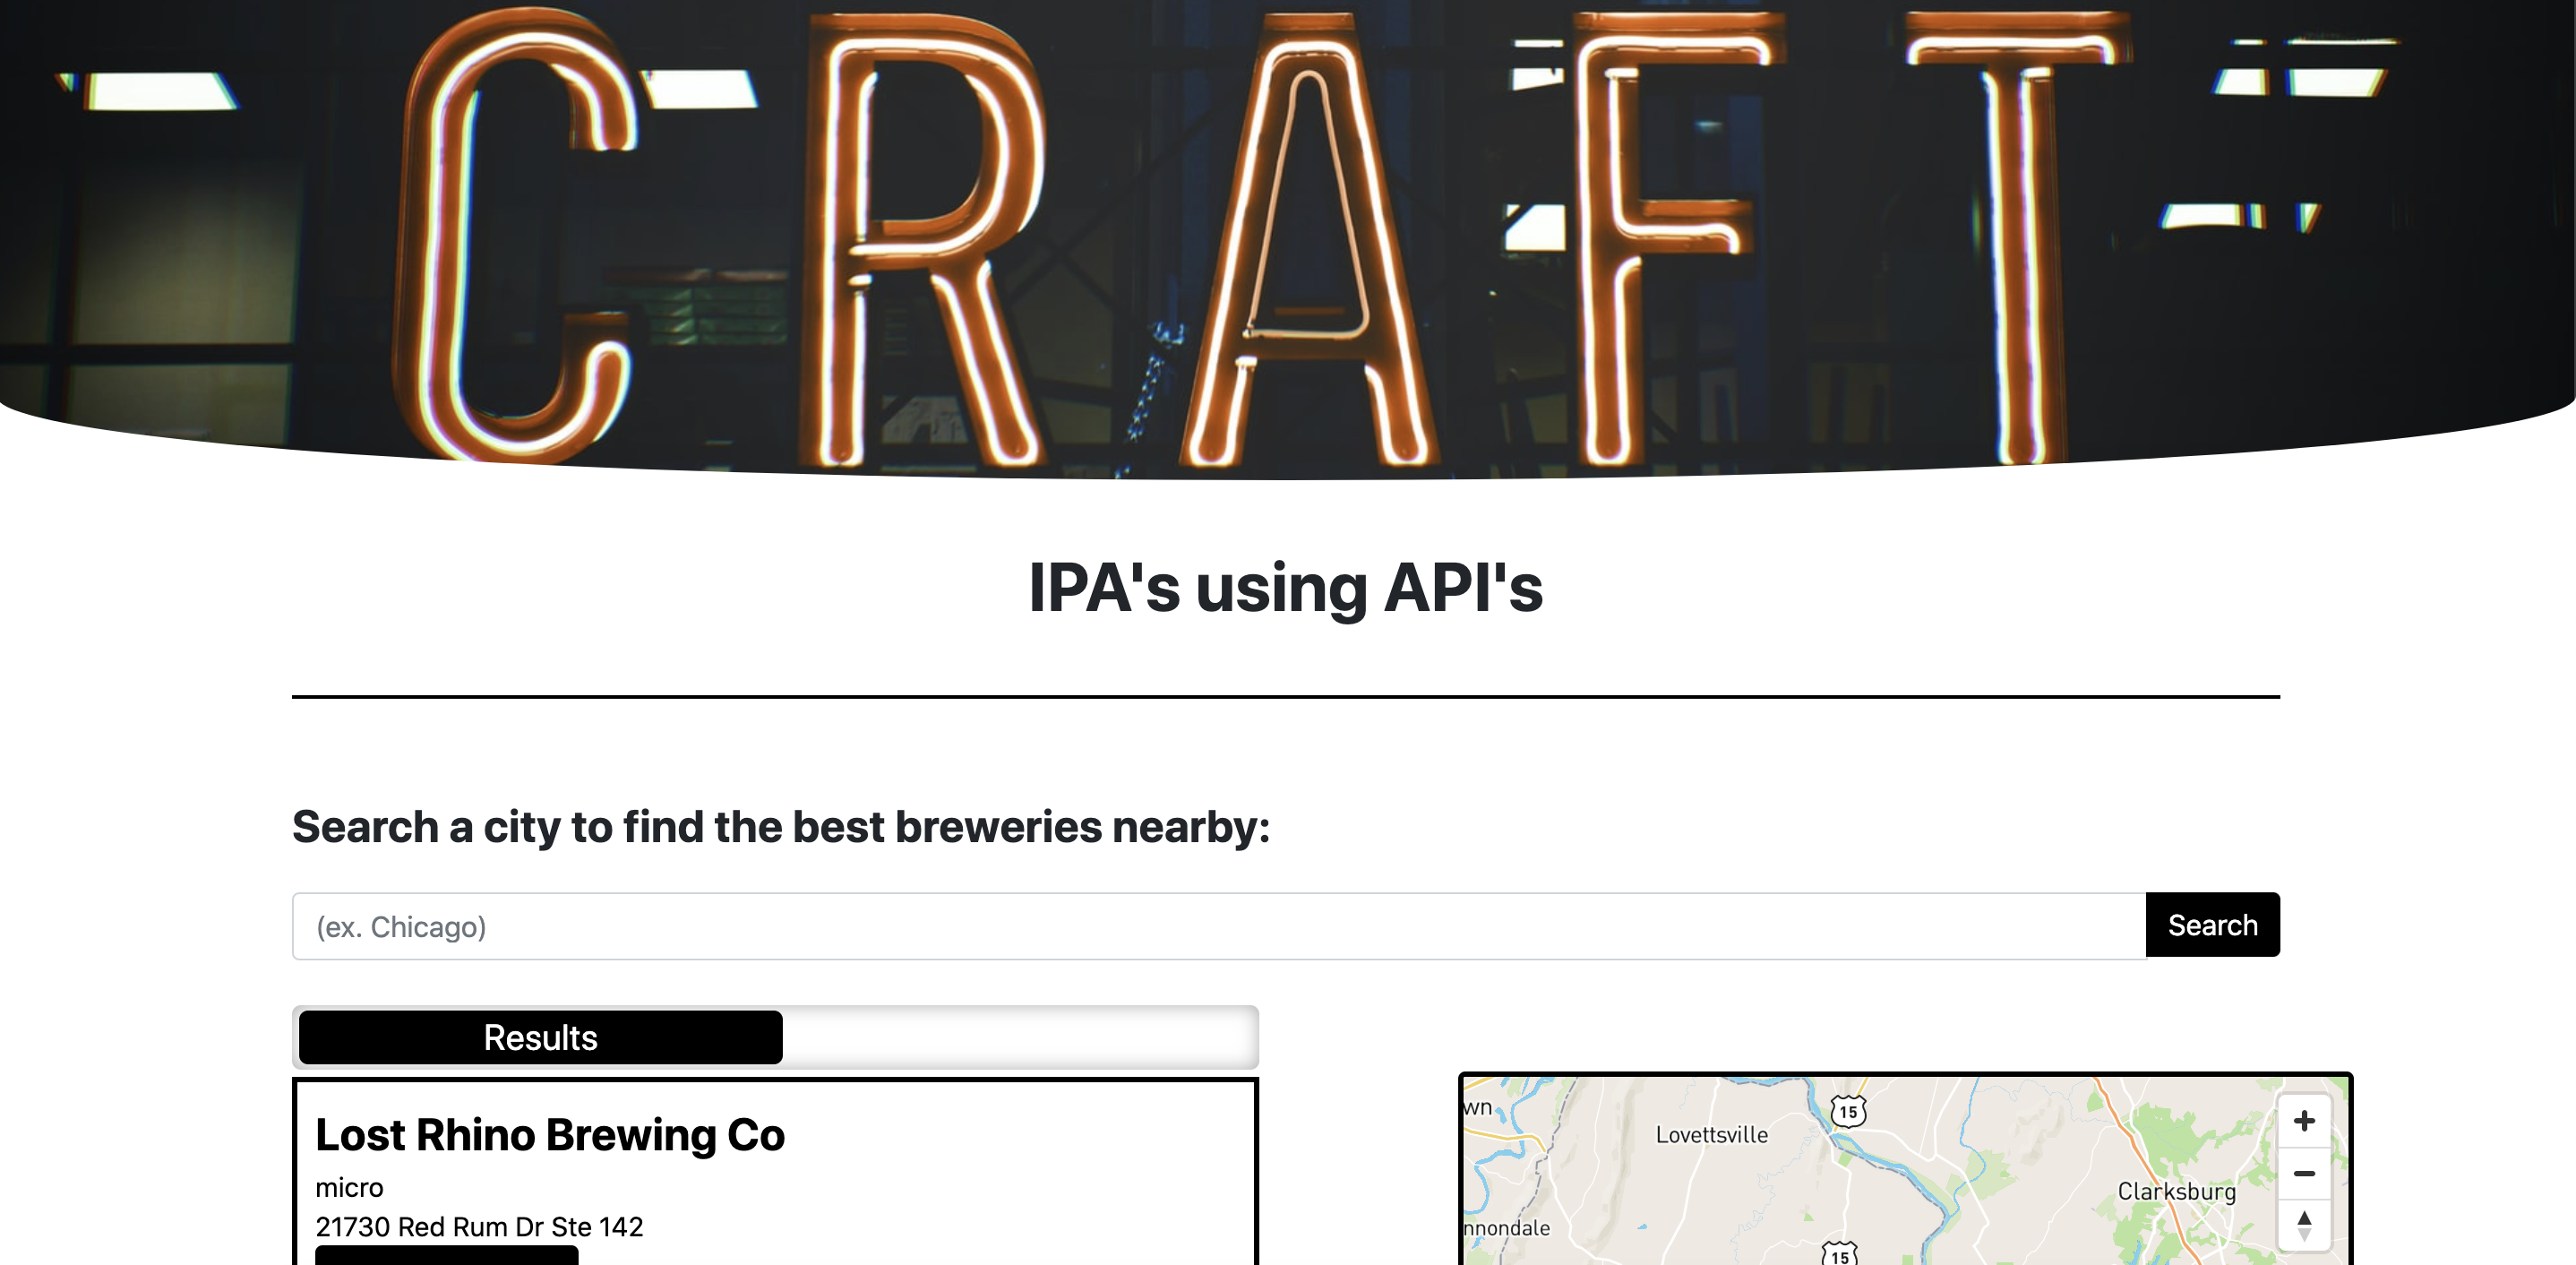 CRAFT
IPA's using API's
Search a city to find the best breweries nearby:
(ex. Chicago)
Search
Results
Lost Rhino Brewing Co
micro
21730 Red Rum Dr Ste 142
wn
15
Lovettsville
Clarksburg
nnondale
15